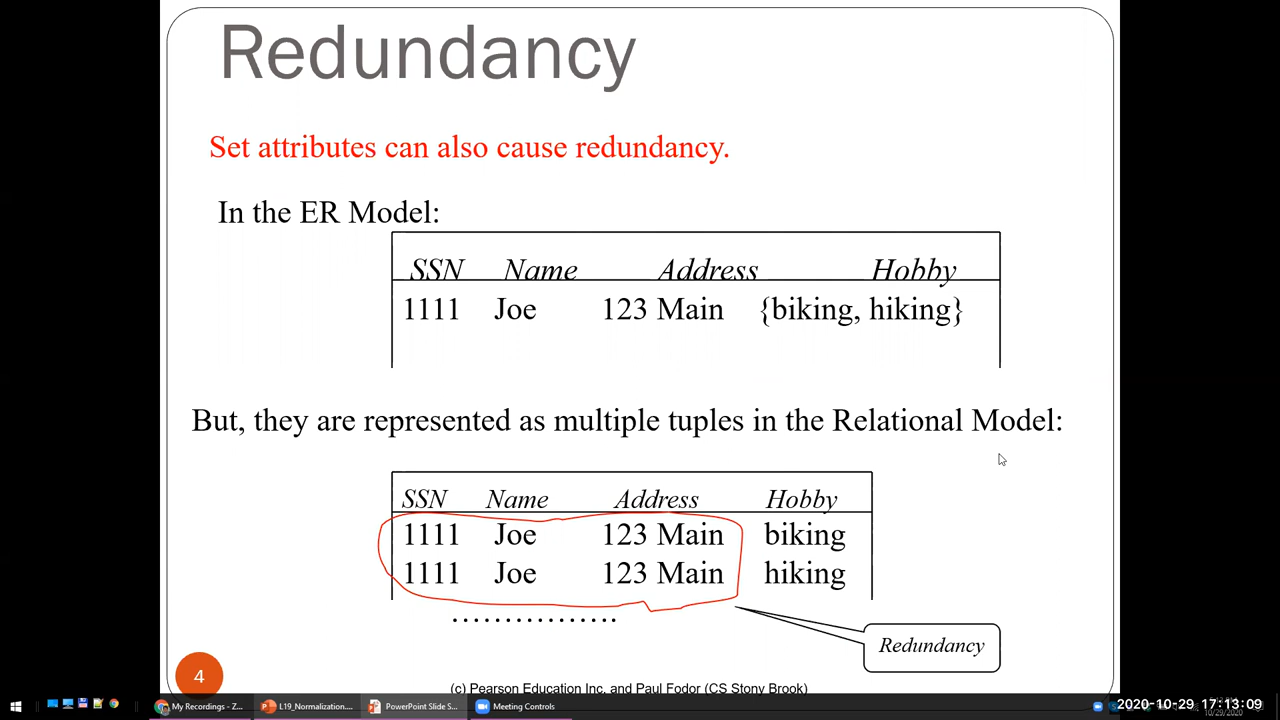 Redundancy
Set attributes can also cause redundancy.
In the ER Model:
SSN Name Address Hobby
1111 Joe 123 Main {biking, hiking}
But, they are represented as multiple tuples in the Relational Model:
SSN Name Address Hobby
1111 Joe 123 Main biking
1111 Joe 123 Main hiking
................
Redundancy
4
(c) Pearson Education Inc. and Paul Fodor (CS Stony Brook)
My Recordings - Z... L19_Normalization.... PowerPoint Slide S... Meeting Controls 2020-10-29 17:13:09
10/29/2020